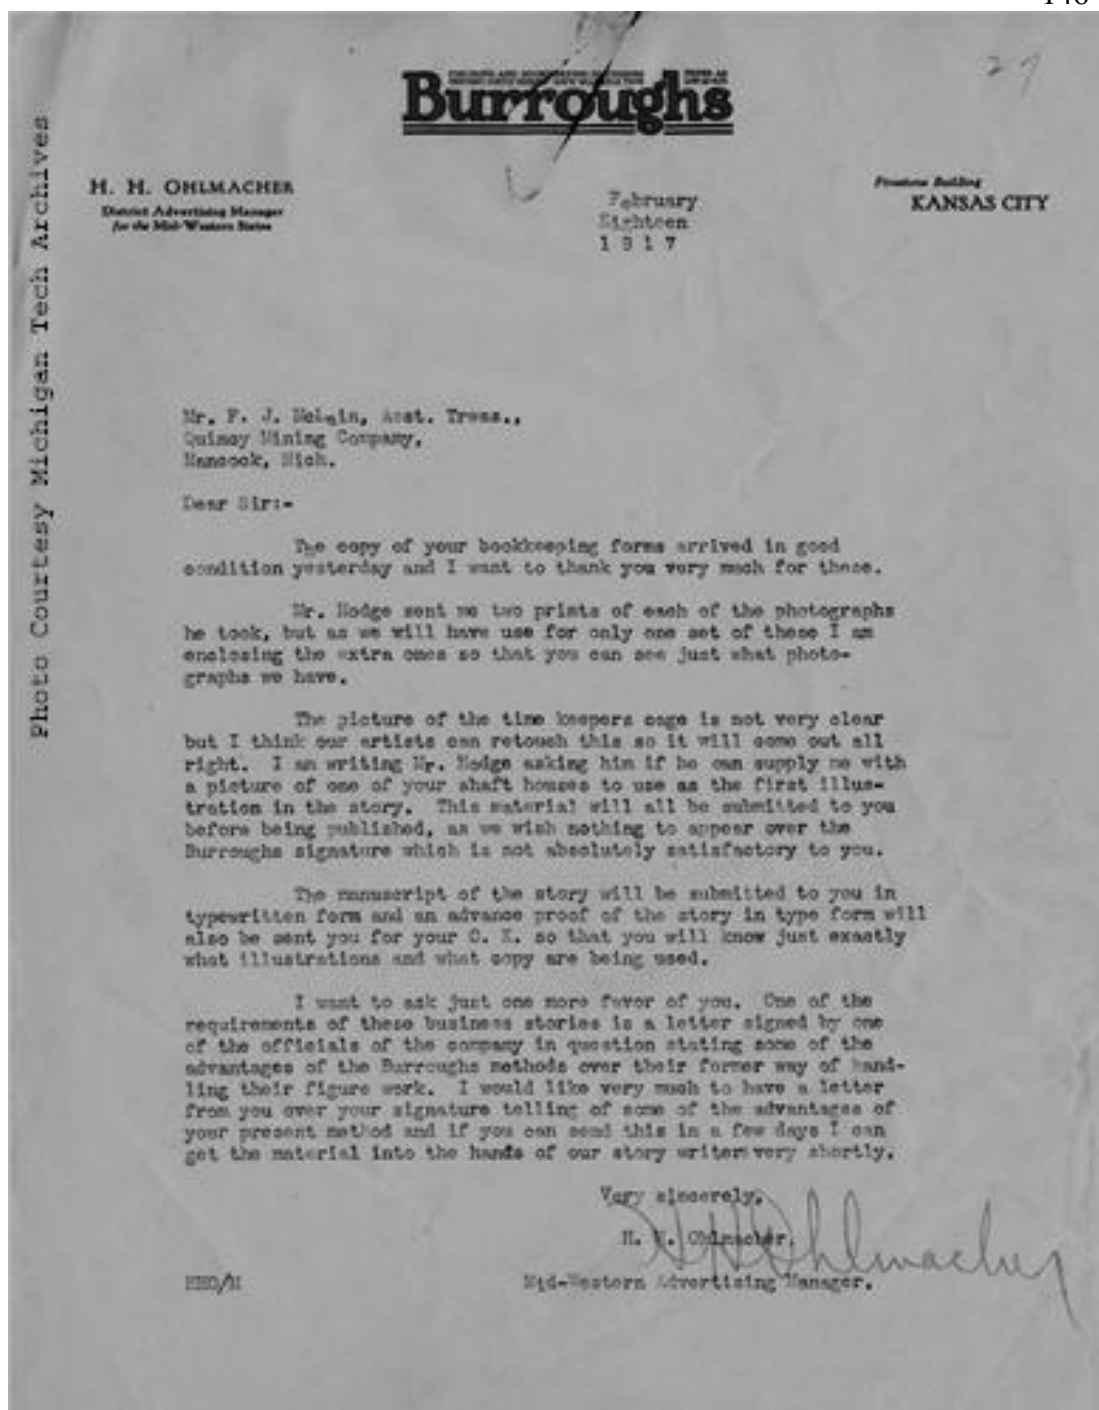 27
Burroughs
H. H. OHLMACHER
District Advertising Manager
for the Mid-Western States
Firestone Building
KANSAS CITY
February
Eighteen
1 9 1 7
Photo Courtesy Michigan Tech Archives
Mr. F. J. McLain, Asst. Treas.,
Quincy Mining Company,
Hancock, Mich.
Dear Sir:-
The copy of your bookkeeping forms arrived in good
condition yesterday and I want to thank you very much for these.
Mr. Hodge sent me two prints of each of the photographs
he took, but as we will have use for only one set of these I am
enclosing the extra ones so that you can see just what photo-
graphs we have.
The picture of the time keepers cage is not very clear
but I think our artists can retouch this so it will come out all
right. I am writing Mr. Hodge asking him if he can supply me with
a picture of one of your shaft houses to use as the first illus-
tration in the story. This material will all be submitted to you
before being published, as we wish nothing to appear over the
Burroughs signature which is not absolutely satisfactory to you.
The manuscript of the story will be submitted to you in
typewritten form and an advance proof of the story in type form will
also be sent you for your O. K. so that you will know just exactly
what illustrations and what copy are being used.
I want to ask just one more favor of you. One of the
requirements of these business stories is a letter signed by one
of the officials of the company in question stating some of the
advantages of the Burroughs methods over their former way of hand-
ling their figure work. I would like very much to have a letter
from you over your signature telling of some of the advantages of
your present method and if you can send this in a few days I can
get the material into the hands of our story writers very shortly.
Very sincerely,
H. H. Ohlmacher.
H H Ohlmacher
HHO/H
Mid-Western Advertising Manager.